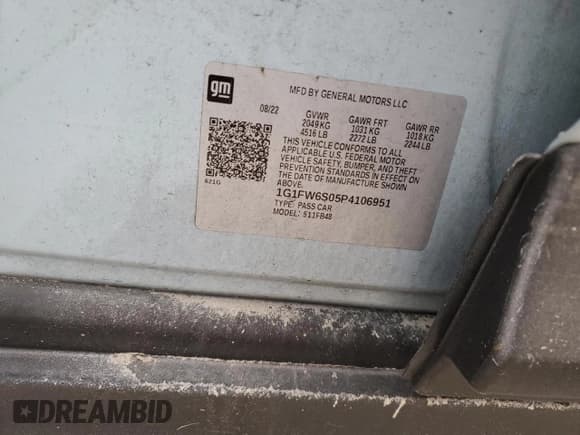 gm
MFD BY GENERAL MOTORS LLC
08/22 GVWR GAWR FRT GAWR RR
2049 KG 1031 KG 1018 KG
4516 LB 2272 LB 2244 LB
THIS VEHICLE CONFORMS TO ALL
APPLICABLE U.S. FEDERAL MOTOR
VEHICLE SAFETY, BUMPER, AND THEFT
PREVENTION STANDARDS IN EFFECT ON
THE DATE OF MANUFACTURE SHOWN
ABOVE.
621G
1G1FW6S05P4106951
TYPE: PASS CAR
MODEL: 511FB48
DREAMBID